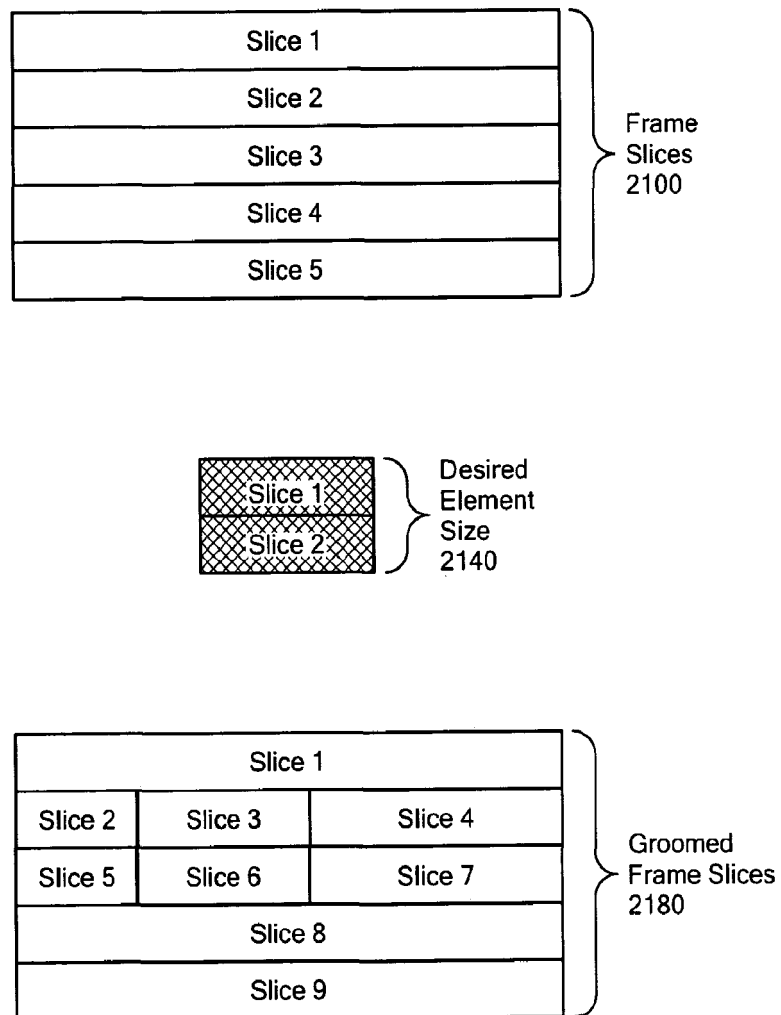 Slice 1
Slice 2
Slice 3
Slice 4
Slice 5
Frame
Slices
2100
Slice 1
Slice 2
Desired
Element
Size
2140
Slice 1
Slice 2 Slice 3 Slice 4
Slice 5 Slice 6 Slice 7
Slice 8
Slice 9
Groomed
Frame Slices
2180